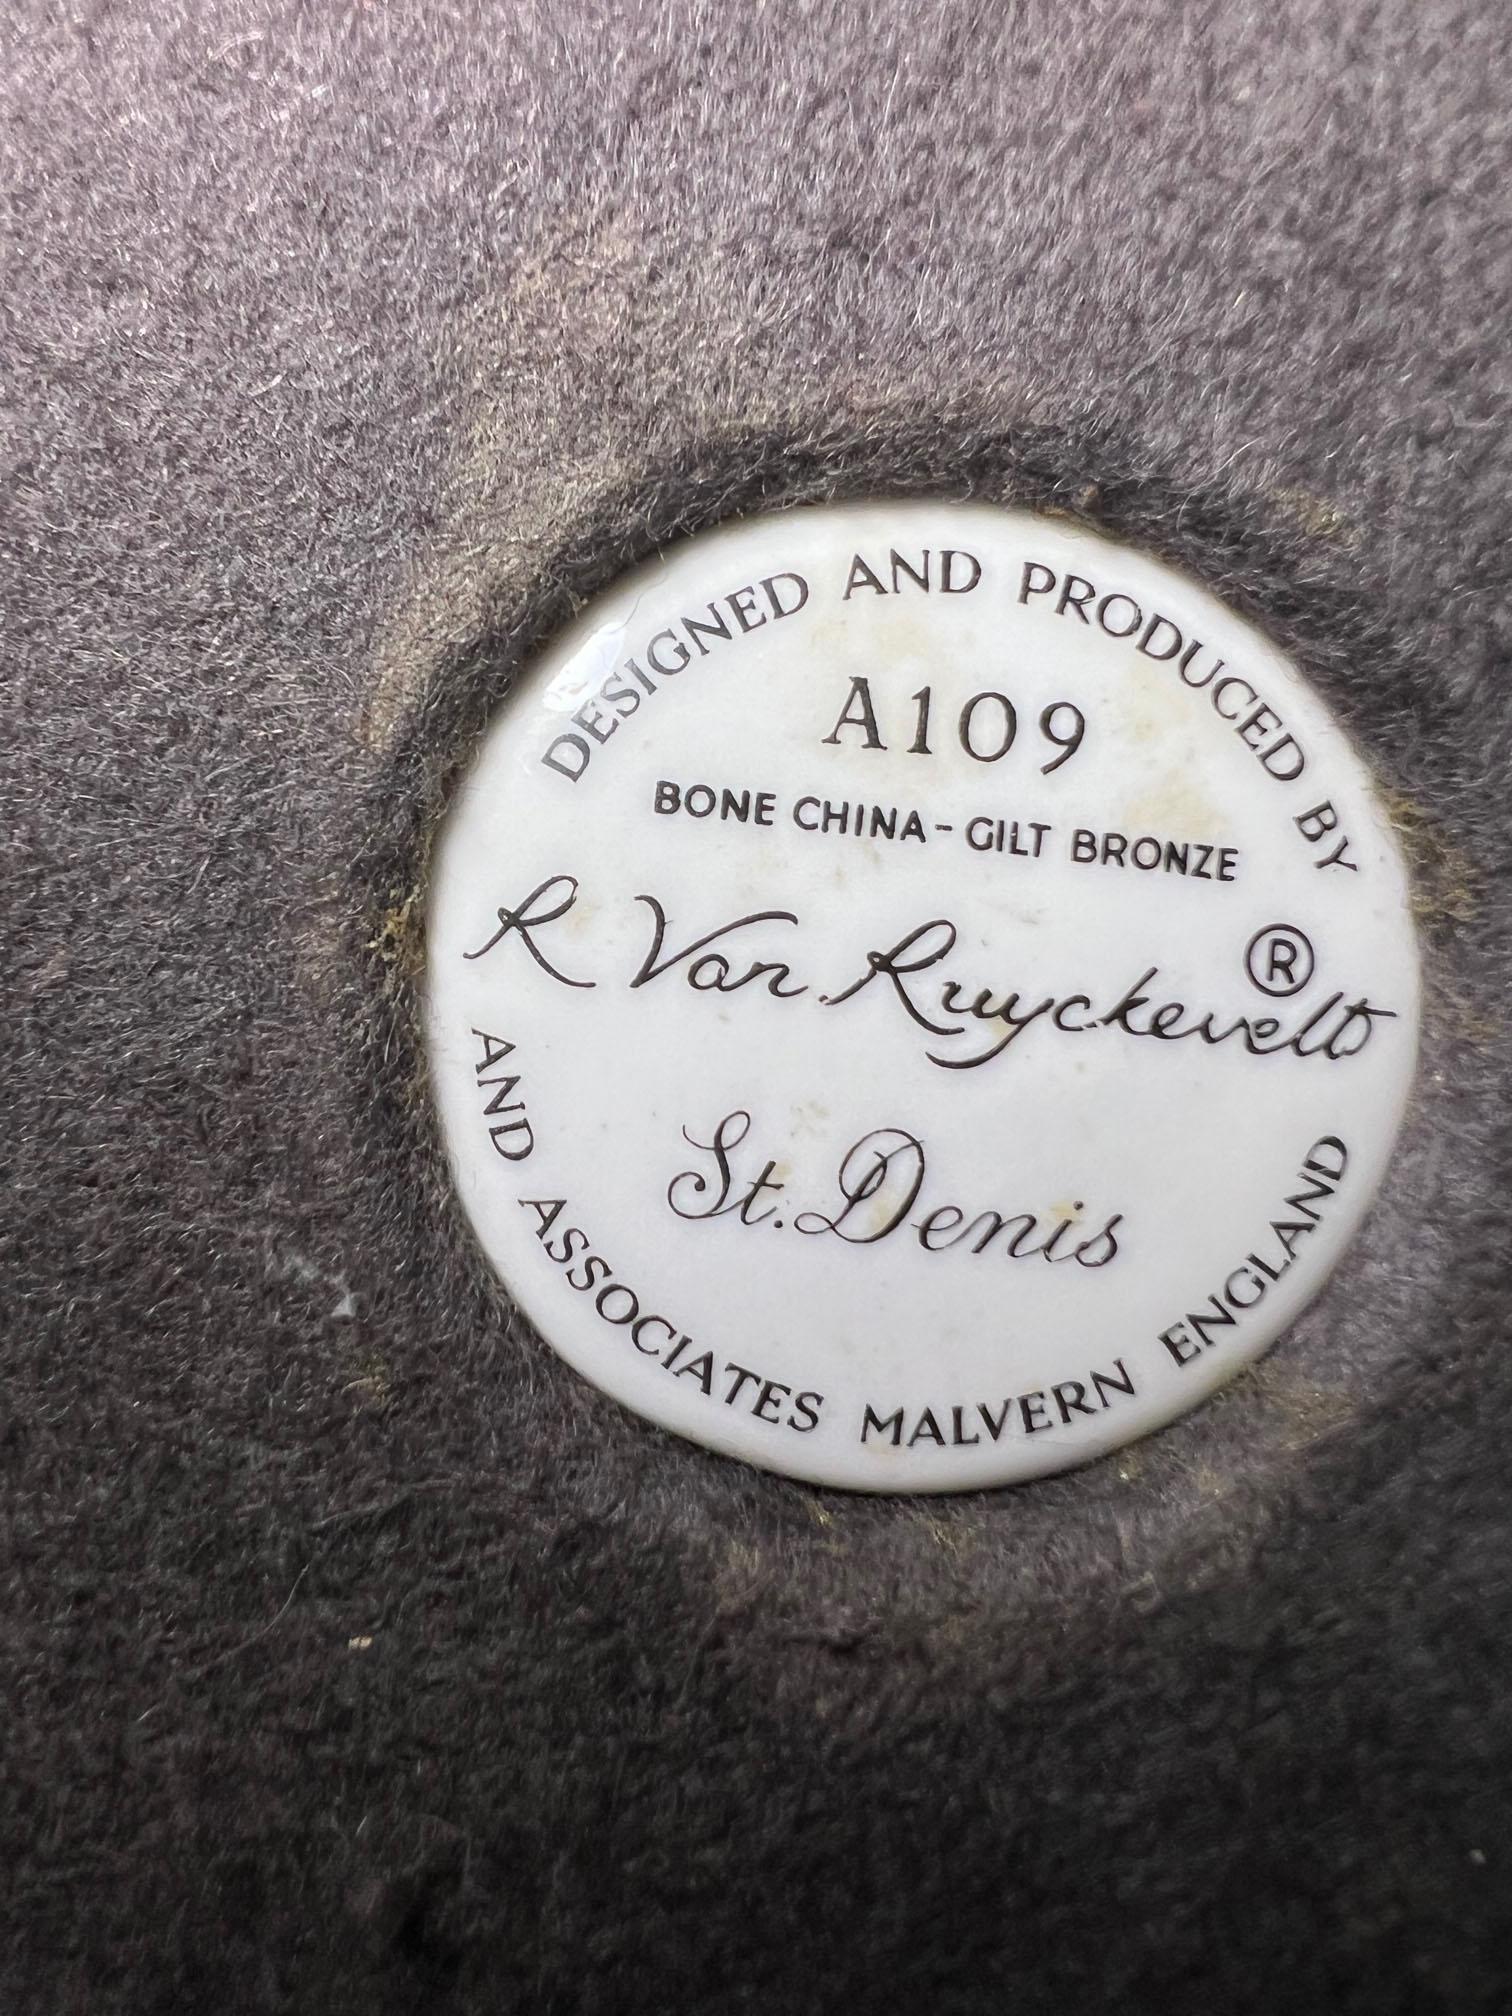 DESIGNED AND PRODUCED BY
A109
BONE CHINA - GILT BRONZE
R Van Ruyckevelt ®
St. Denis
AND ASSOCIATES MALVERN ENGLAND